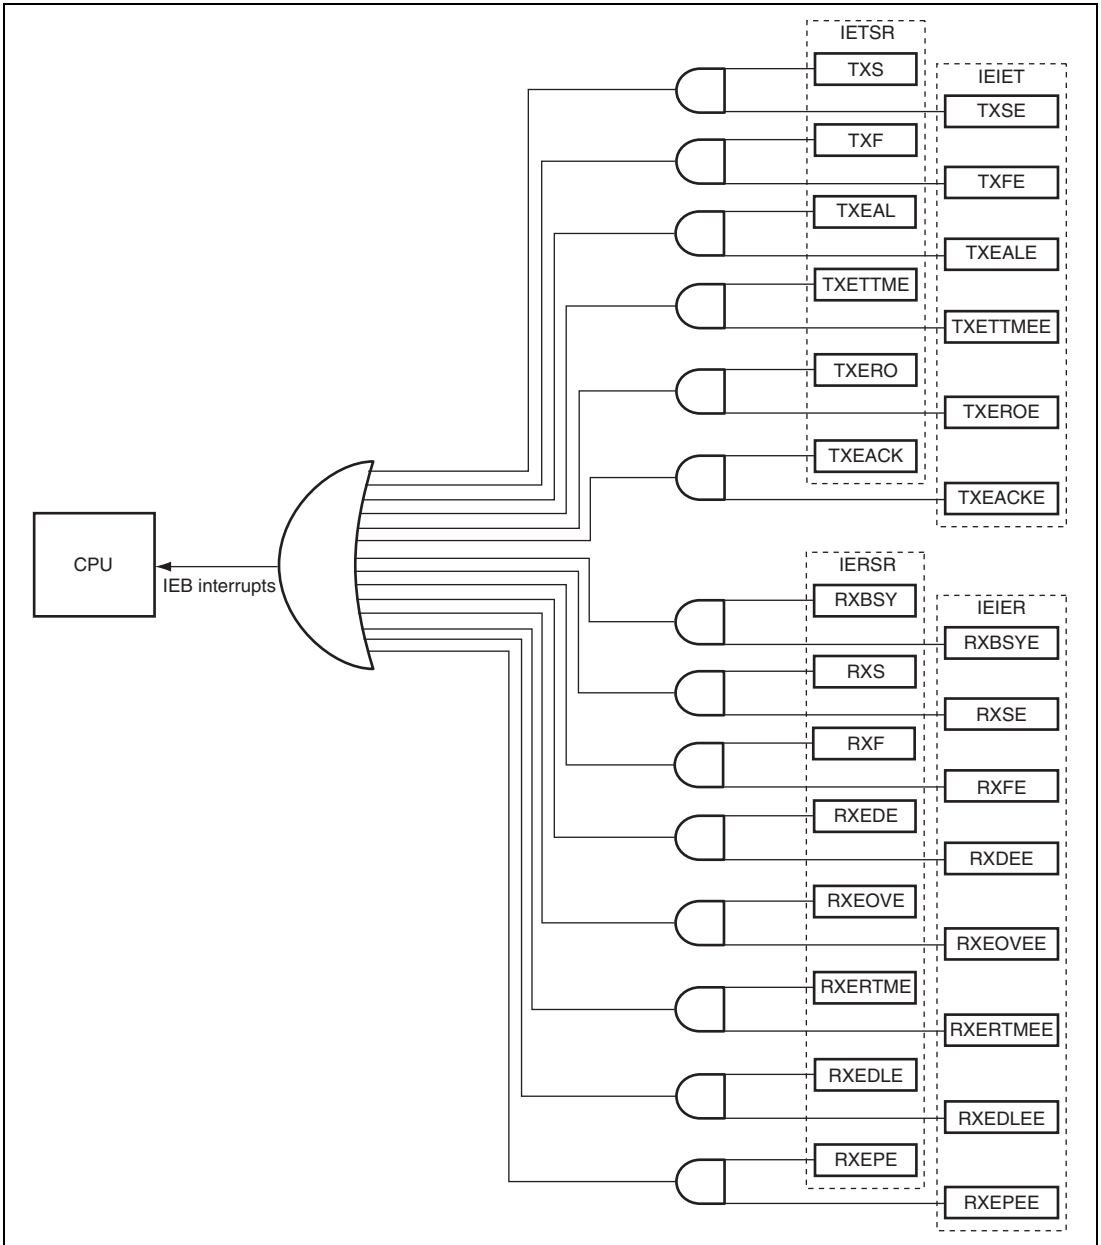 IETSR
TXS
IEIET
TXSE
TXF
TXFE
TXEAL
TXEALE
TXETTME
TXETTMEE
TXERO
TXEROE
TXEACK
TXEACKE
CPU
IEB interrupts
IERSR
RXBSY
IEIER
RXBSYE
RXS
RXSE
RXF
RXFE
RXEDE
RXDEE
RXEOVE
RXEOVEE
RXERTME
RXERTMEE
RXEDLE
RXEDLEE
RXEPE
RXEPEE